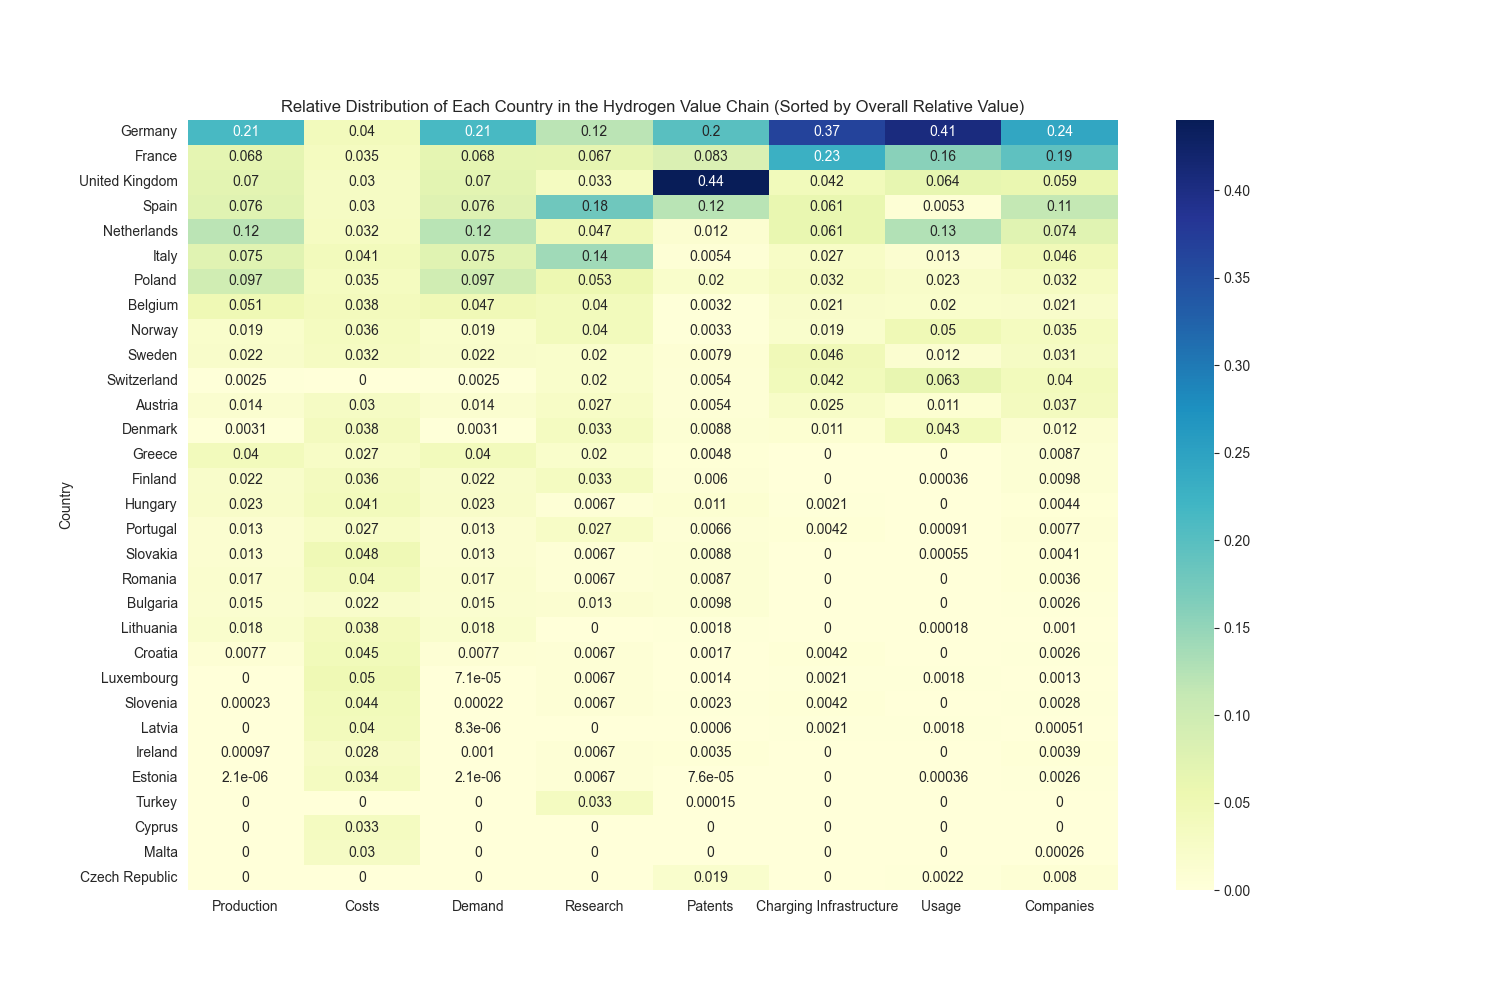 Relative Distribution of Each Country in the Hydrogen Value Chain (Sorted by Overall Relative Value)
Germany 0.21 0.04 0.21 0.12 0.2 0.37 0.41 0.24
France 0.068 0.035 0.068 0.067 0.083 0.23 0.16 0.19
United Kingdom 0.07 0.03 0.07 0.033 0.44 0.042 0.064 0.059
Spain 0.076 0.03 0.076 0.18 0.12 0.061 0.0053 0.11
Netherlands 0.12 0.032 0.12 0.047 0.012 0.061 0.13 0.074
Italy 0.075 0.041 0.075 0.14 0.0054 0.027 0.013 0.046
Poland 0.097 0.035 0.097 0.053 0.02 0.032 0.023 0.032
Belgium 0.051 0.038 0.047 0.04 0.0032 0.021 0.02 0.021
Norway 0.019 0.036 0.019 0.04 0.0033 0.019 0.05 0.035
Sweden 0.022 0.032 0.022 0.02 0.0079 0.046 0.012 0.031
Switzerland 0.0025 0 0.0025 0.02 0.0054 0.042 0.063 0.04
Austria 0.014 0.03 0.014 0.027 0.0054 0.025 0.011 0.037
Denmark 0.0031 0.038 0.0031 0.033 0.0088 0.011 0.043 0.012
Greece 0.04 0.027 0.04 0.02 0.0048 0 0 0.0087
Finland 0.022 0.036 0.022 0.033 0.006 0 0.00036 0.0098
Hungary 0.023 0.041 0.023 0.0067 0.011 0.0021 0 0.0044
Portugal 0.013 0.027 0.013 0.027 0.0066 0.0042 0.00091 0.0077
Slovakia 0.013 0.048 0.013 0.0067 0.0088 0 0.00055 0.0041
Romania 0.017 0.04 0.017 0.0067 0.0087 0 0 0.0036
Bulgaria 0.015 0.022 0.015 0.013 0.0098 0 0 0.0026
Lithuania 0.018 0.038 0.018 0 0.0018 0 0.00018 0.001
Croatia 0.0077 0.045 0.0077 0.0067 0.0017 0.0042 0 0.0026
Luxembourg 0 0.05 7.1e-05 0.0067 0.0014 0.0021 0.0018 0.0013
Slovenia 0.00023 0.044 0.00022 0.0067 0.0023 0.0042 0 0.0028
Latvia 0 0.04 8.3e-06 0 0.0006 0.0021 0.0018 0.00051
Ireland 0.00097 0.028 0.001 0.0067 0.0035 0 0 0.0039
Estonia 2.1e-06 0.034 2.1e-06 0.0067 7.6e-05 0 0.00036 0.0026
Turkey 0 0 0 0.033 0.00015 0 0 0
Cyprus 0 0.033 0 0 0 0 0 0
Malta 0 0.03 0 0 0 0 0 0.00026
Czech Republic 0 0 0 0 0.019 0 0.0022 0.008
Production Costs Demand Research Patents Charging Infrastructure Usage Companies
Country
0.40
0.35
0.30
0.25
0.20
0.15
0.10
0.05
0.00